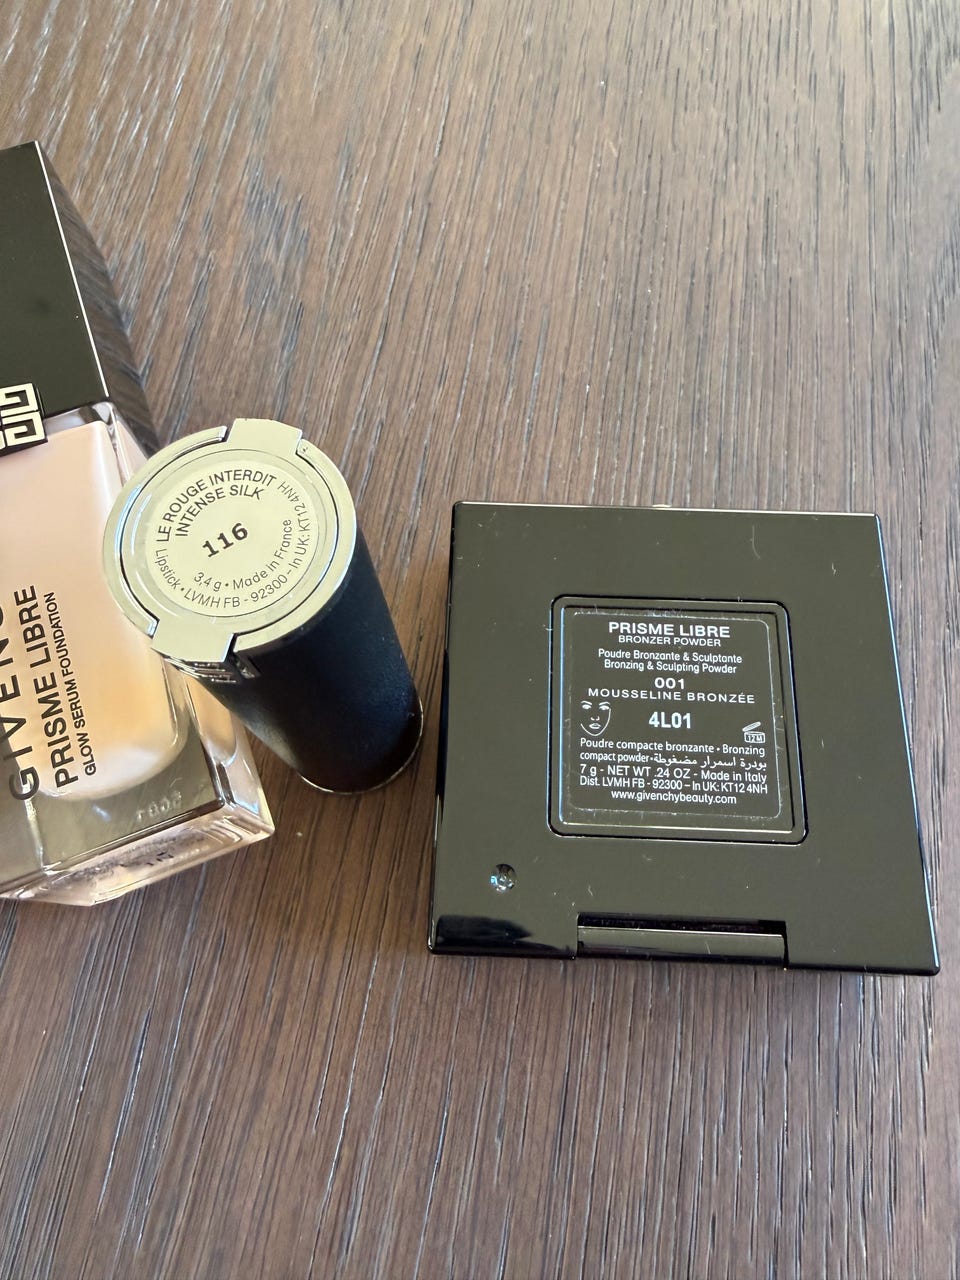 GIVENC
PRISME LIBRE
GLOW SERUM FOUNDATION
LE ROUGE INTERDIT
INTENSE SILK
116
3,4 g • Made in France
Lipstick • LVMH FB - 92300 - In UK: KT12 4NH
PRISME LIBRE
BRONZER POWDER
Poudre Bronzante & Sculptante
Bronzing & Sculpting Powder
001
MOUSSELINE BRONZÉE
4L01
12M
Poudre compacte bronzante • Bronzing
compact powder • بودرة اسمرار مضغوطة
7 g - NET WT .24 OZ - Made in Italy
Dist. LVMH FB - 92300 – In UK: KT12 4NH
www.givenchybeauty.com